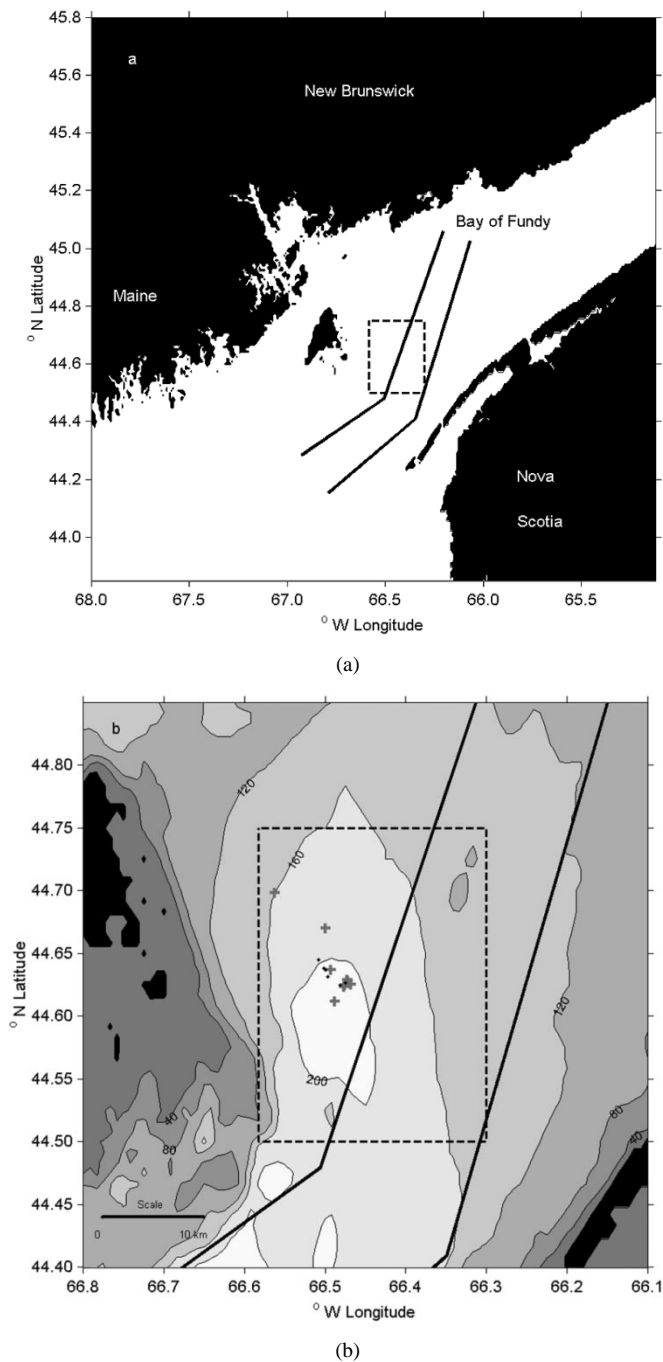 45.8
45.6
45.4
45.2
45.0
44.8
44.6
44.4
44.2
44.0
° N Latitude
a
New Brunswick
Bay of Fundy
Maine
Nova
Scotia
68.0 67.5 67.0 66.5 66.0 65.5
° W Longitude
(a)
b
44.80
44.75
44.70
44.65
44.60
44.55
44.50
44.45
44.40
° N Latitude
120
160
200
120
40
80
80
40
Scale
0 10 km
66.8 66.7 66.6 66.5 66.4 66.3 66.2 66.1
° W Longitude
(b)